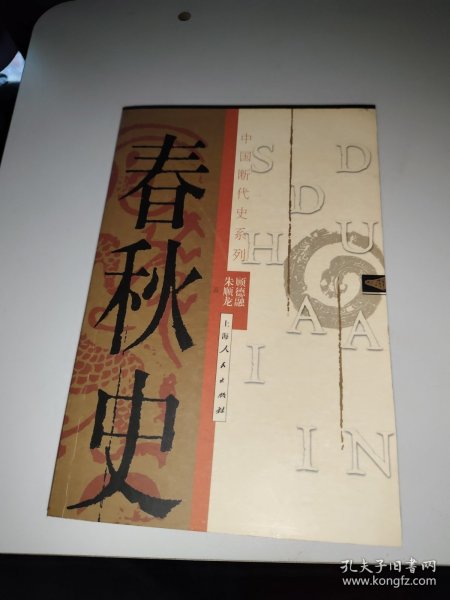 春秋史
中国断代史系列
顾德融
朱顺龙
著
上海人民出版社
SHI
DUAN
DAI
孔夫子旧书网
www.kongfz.com